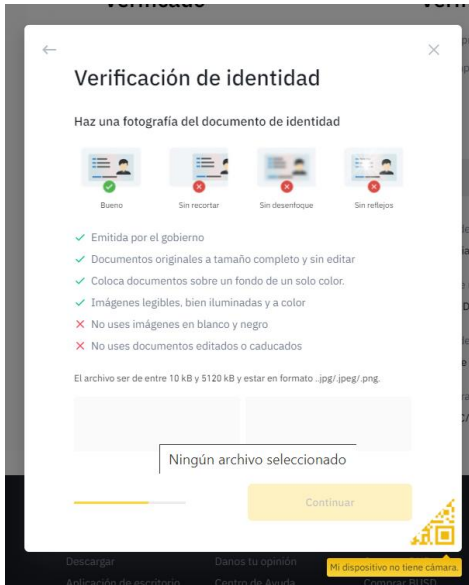 Verificación de identidad
Haz una fotografía del documento de identidad
Bueno
Sin recortar
Sin desenfoque
Sin reflejos
Emitida por el gobierno
Documentos originales a tamaño completo y sin editar
Coloca documentos sobre un fondo de un solo color.
Imágenes legibles, bien iluminadas y a color
No uses imágenes en blanco y negro
No uses documentos editados o caducados
El archivo ser de entre 10 kB y 5120 kB y estar en formato ..jpg/.jpeg/.png.
Ningún archivo seleccionado
Continuar
Mi dispositivo no tiene cámara.
Descargar
Danos tu opinión
Aplicación de escritorio
Centro de Ayuda
Comprar BUSD